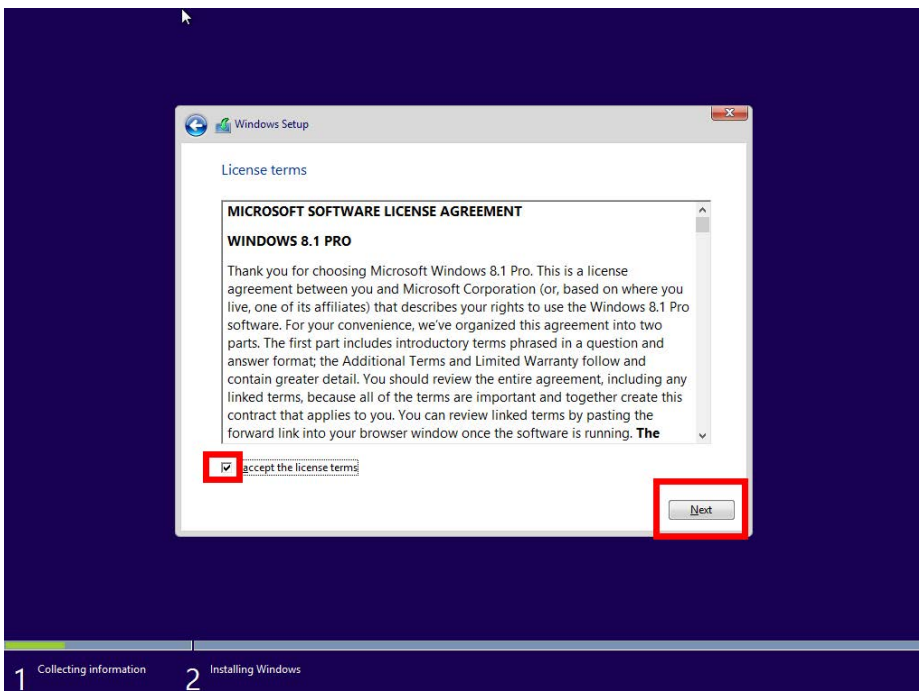 Windows Setup
License terms
MICROSOFT SOFTWARE LICENSE AGREEMENT
WINDOWS 8.1 PRO
Thank you for choosing Microsoft Windows 8.1 Pro. This is a license
agreement between you and Microsoft Corporation (or, based on where you
live, one of its affiliates) that describes your rights to use the Windows 8.1 Pro
software. For your convenience, we've organized this agreement into two
parts. The first part includes introductory terms phrased in a question and
answer format; the Additional Terms and Limited Warranty follow and
contain greater detail. You should review the entire agreement, including any
linked terms, because all of the terms are important and together create this
contract that applies to you. You can review linked terms by pasting the
forward link into your browser window once the software is running. The
accept the license terms
Next
1 Collecting information
2 Installing Windows